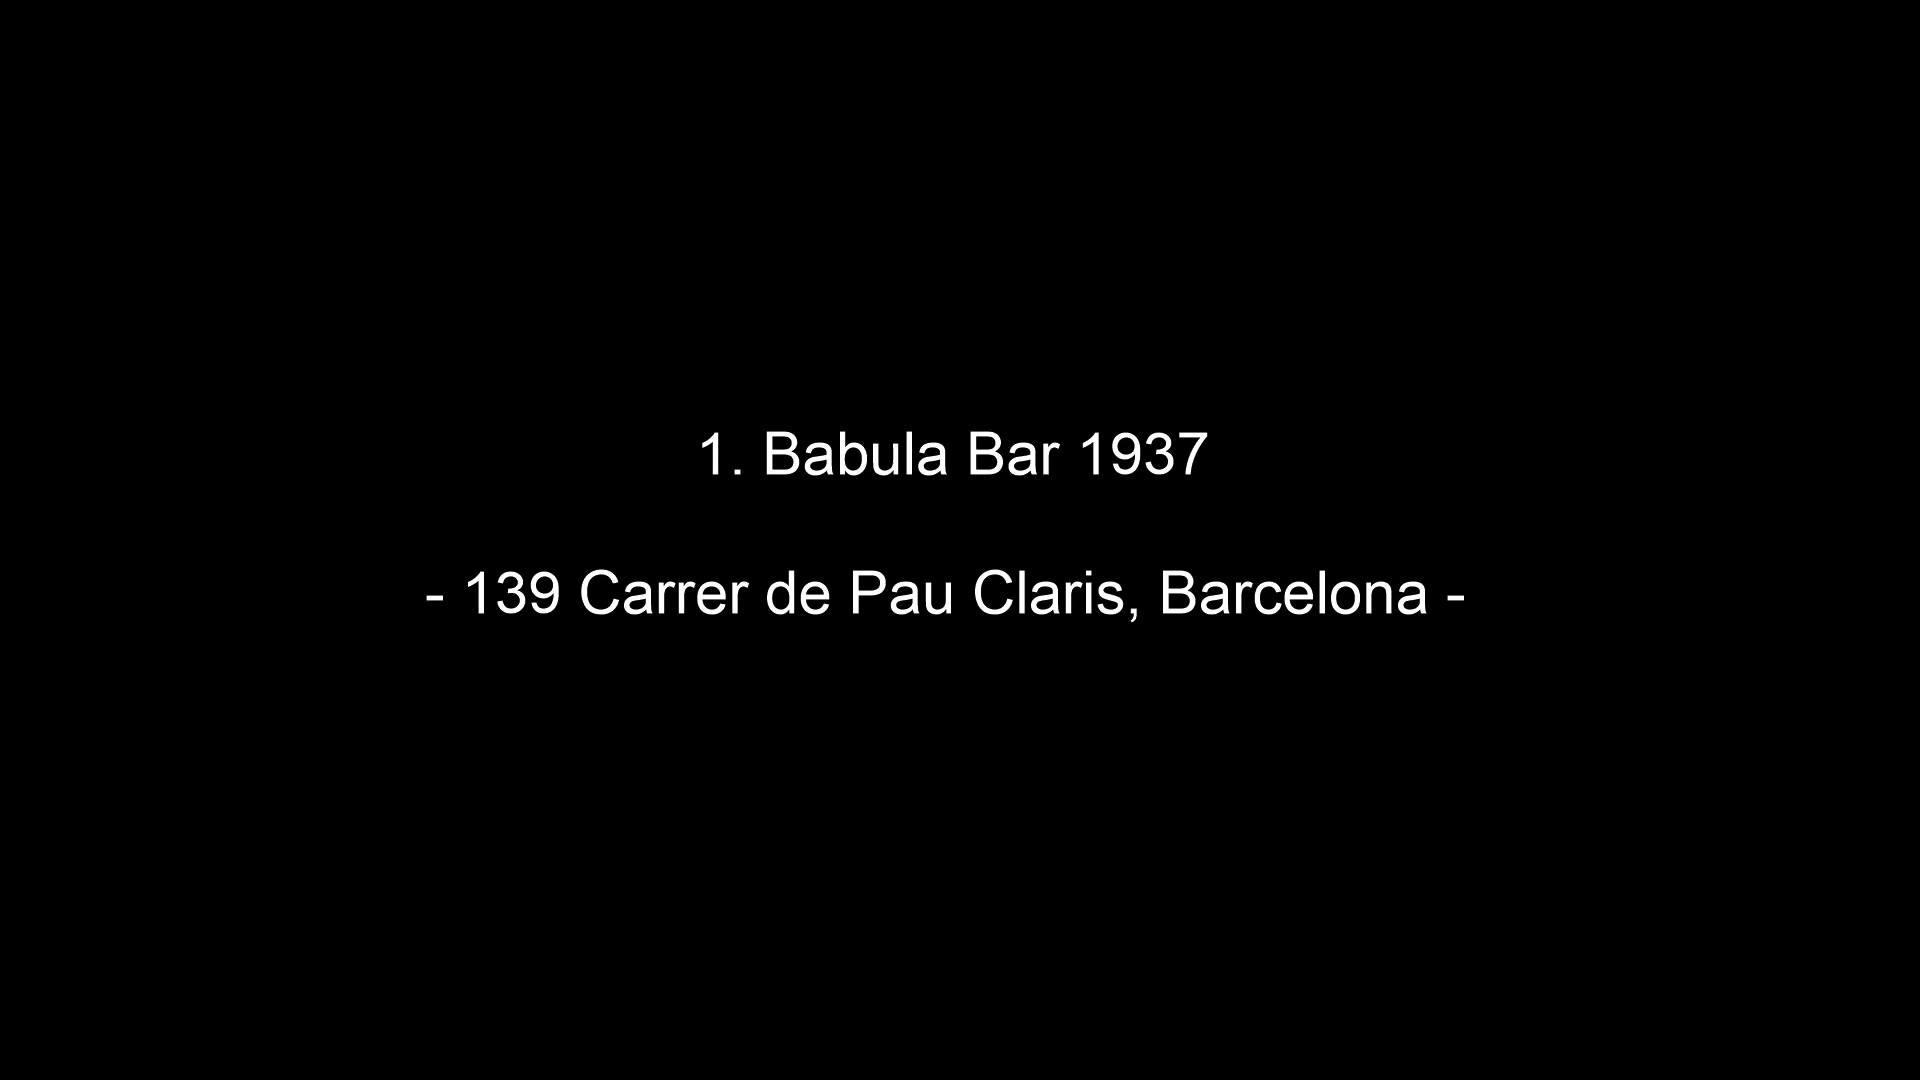 1. Babula Bar 1937
- 139 Carrer de Pau Claris, Barcelona -